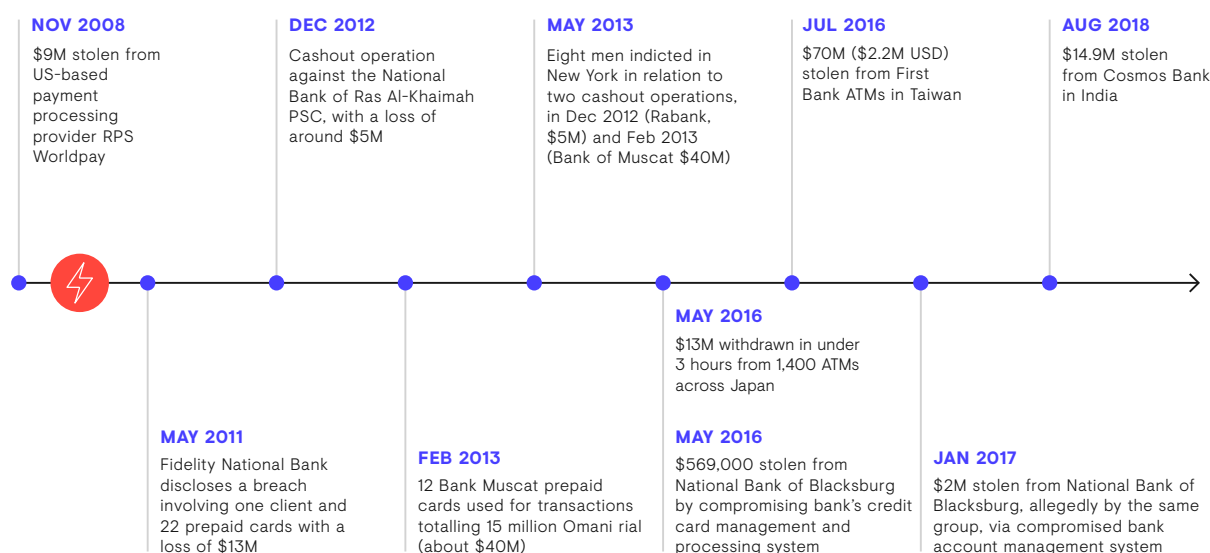 NOV 2008
$9M stolen from
US-based
payment
processing
provider RPS
Worldpay
DEC 2012
Cashout operation
against the National
Bank of Ras Al-Khaimah
PSC, with a loss of
around $5M
MAY 2013
Eight men indicted in
New York in relation to
two cashout operations,
in Dec 2012 (Rabank,
$5M) and Feb 2013
(Bank of Muscat $40M)
JUL 2016
$70M ($2.2M USD)
stolen from First
Bank ATMs in Taiwan
AUG 2018
$14.9M stolen
from Cosmos Bank
in India
MAY 2011
Fidelity National Bank
discloses a breach
involving one client and
22 prepaid cards with a
loss of $13M
FEB 2013
12 Bank Muscat prepaid
cards used for transactions
totalling 15 million Omani rial
(about $40M)
MAY 2016
$13M withdrawn in under
3 hours from 1,400 ATMs
across Japan
MAY 2016
$569,000 stolen from
National Bank of Blacksburg
by compromising bank's credit
card management and
processing system
JAN 2017
$2M stolen from National Bank of
Blacksburg, allegedly by the same
group, via compromised bank
account management system